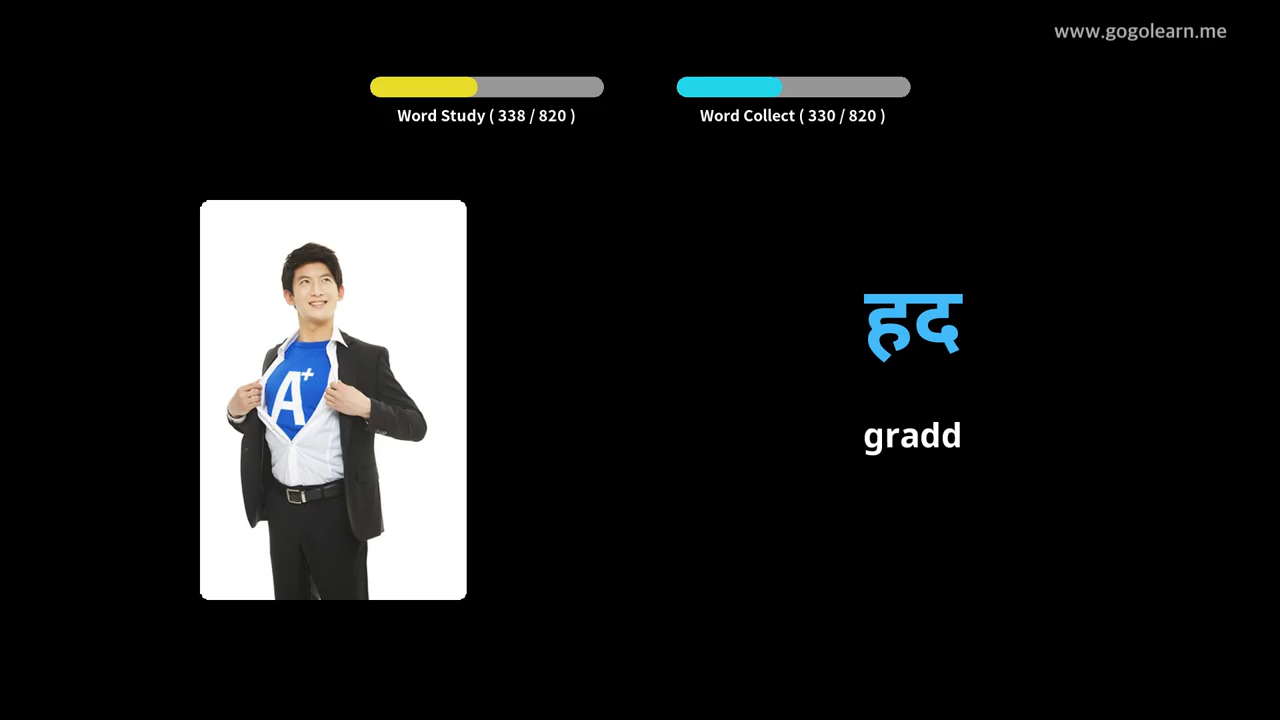 www.gogolearn.me
Word Study ( 338 / 820 )
Word Collect ( 330 / 820 )
A+
हद
gradd